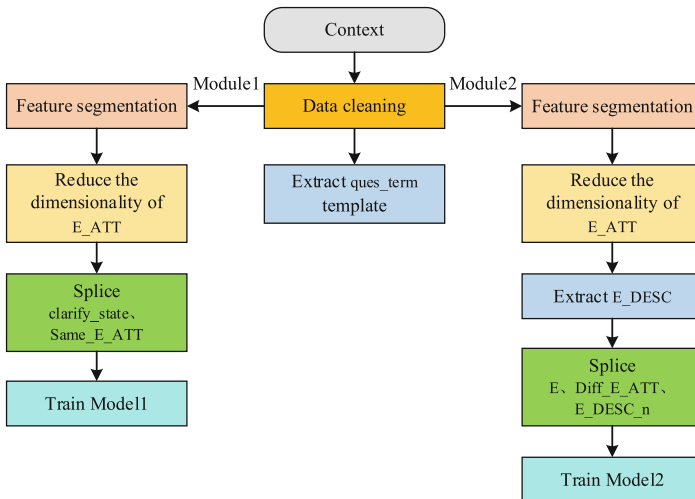 Context
Module1
Module2
Feature segmentation
Data cleaning
Feature segmentation
Reduce the
dimensionality of
E_ATT
Extract ques_term
template
Reduce the
dimensionality of
E_ATT
Splice
clarify_state、
Same_E_ATT
Extract E_DESC
Train Model1
Splice
E、Diff_E_ATT、
E_DESC_n
Train Model2